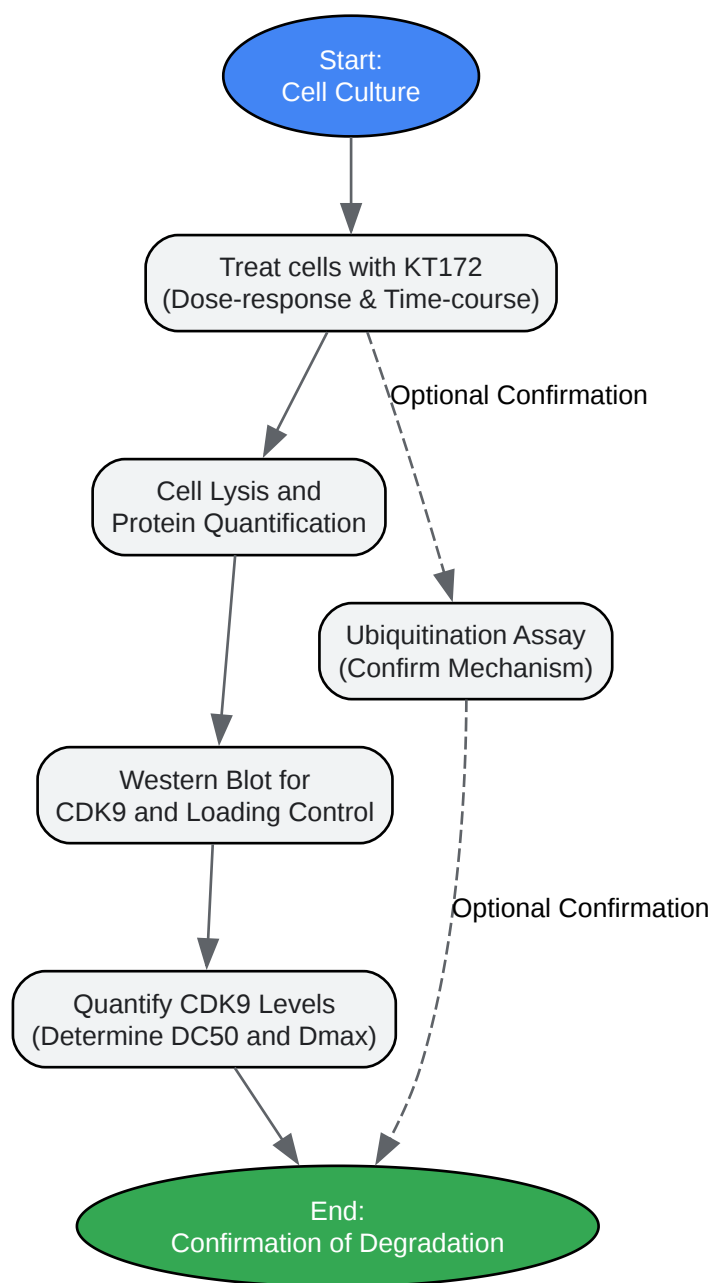 Start:
Cell Culture
Treat cells with KT172
(Dose-response & Time-course)
Optional Confirmation
Cell Lysis and
Protein Quantification
Ubiquitination Assay
(Confirm Mechanism)
Western Blot for
CDK9 and Loading Control
Optional Confirmation
Quantify CDK9 Levels
(Determine DC50 and Dmax)
End:
Confirmation of Degradation